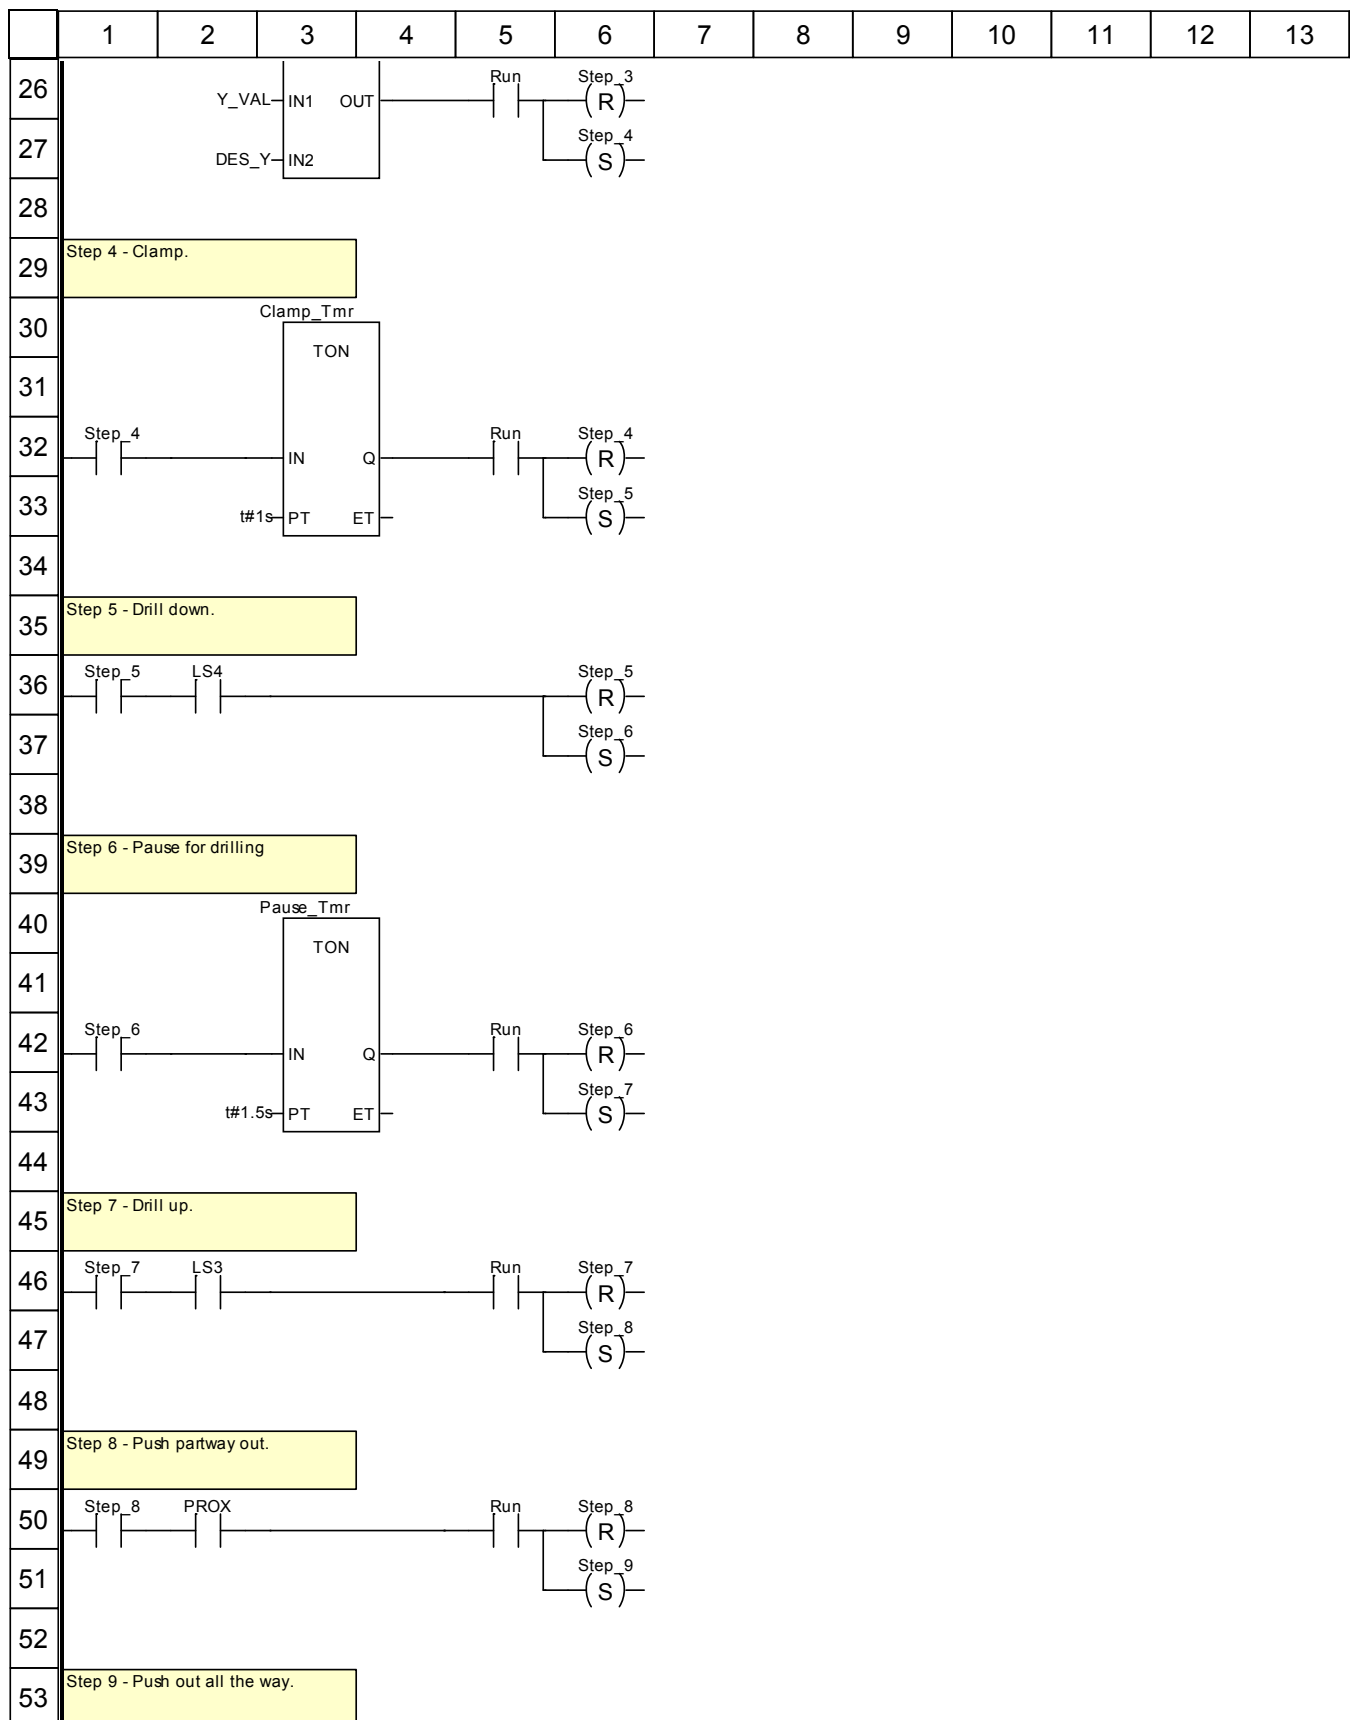 1 2 3 4 5 6 7 8 9 10 11 12 13
26
Run Step_3
Y_VAL IN1 OUT R
27
Step_4
DES_Y IN2 S
28
29
Step 4 - Clamp.
30
Clamp_Tmr
TON
31
32
Step_4 Run Step_4
IN Q R
33
Step_5
t#1s PT ET S
34
35
Step 5 - Drill down.
36
Step_5 LS4 Step_5
R
37
Step_6
S
38
39
Step 6 - Pause for drilling
40
Pause_Tmr
TON
41
42
Step_6 Run Step_6
IN Q R
43
Step_7
t#1.5s PT ET S
44
45
Step 7 - Drill up.
46
Step_7 LS3 Run Step_7
R
47
Step_8
S
48
49
Step 8 - Push partway out.
50
Step_8 PROX Run Step_8
R
51
Step_9
S
52
53
Step 9 - Push out all the way.